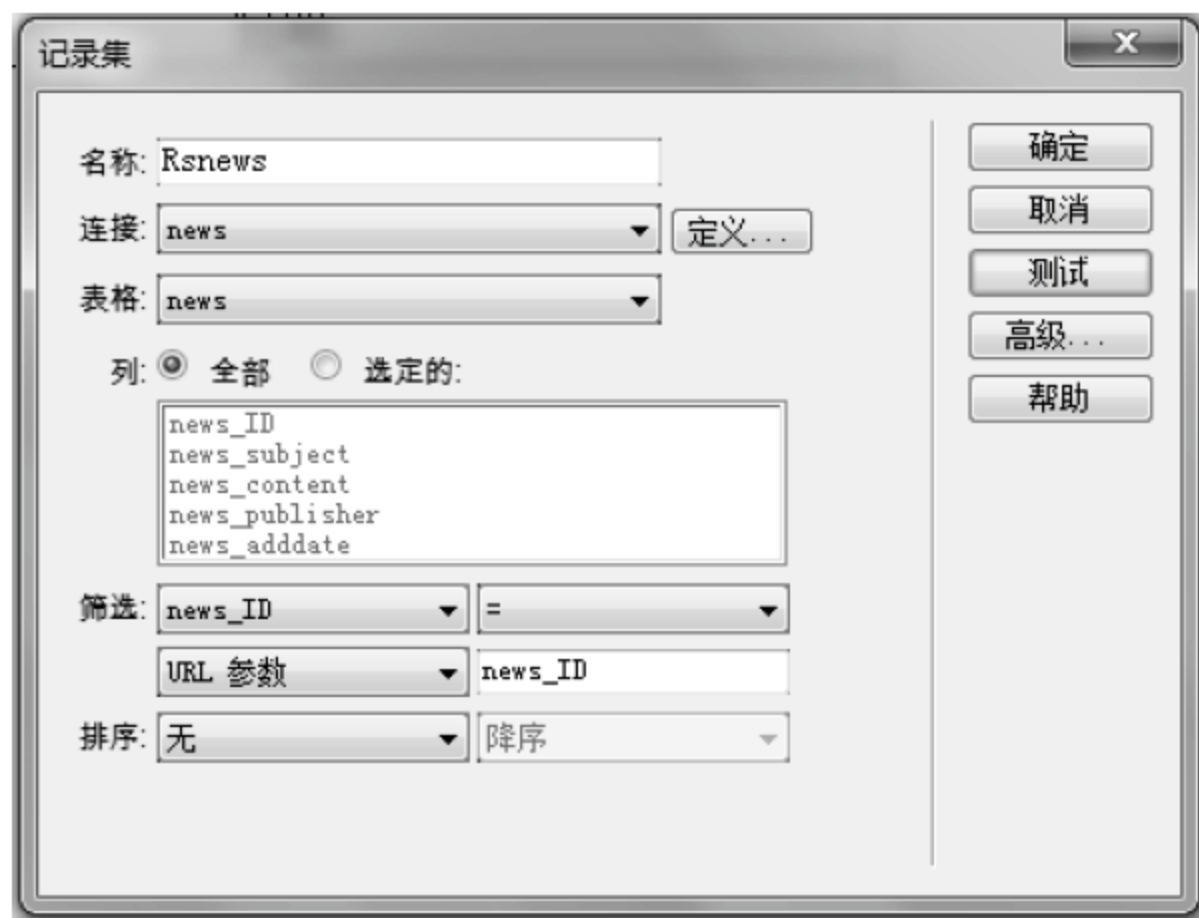 记录集
名称: Rsnews
连接: news 定义...
表格: news
列: 全部 选定的:
news_ID
news_subject
news_content
news_publisher
news_adddate
筛选: news_ID =
URL 参数 news_ID
排序: 无 降序
确定
取消
测试
高级...
帮助